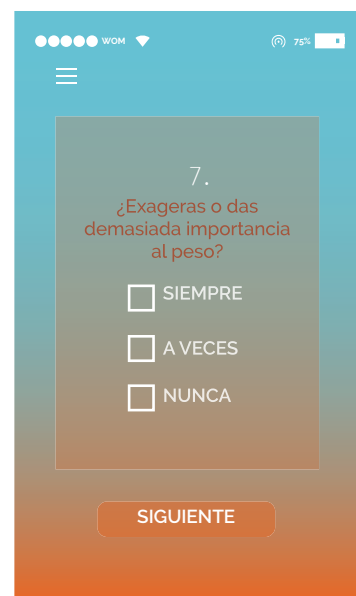 WOM 75%
7.
¿Exageras o das
demasiada importancia
al peso?
SIEMPRE
A VECES
NUNCA
SIGUIENTE